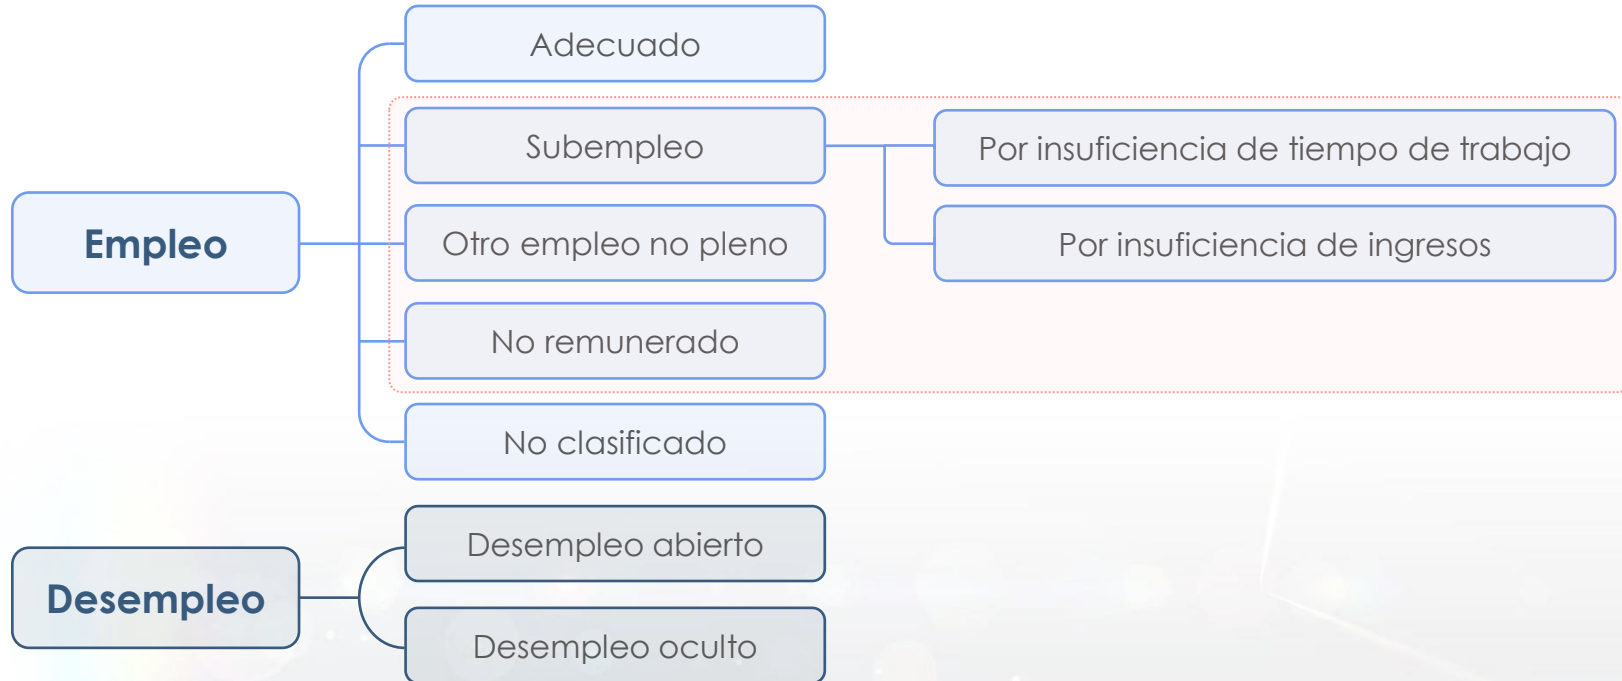 Adecuado
Subempleo
Por insuficiencia de tiempo de trabajo
Empleo
Otro empleo no pleno
Por insuficiencia de ingresos
No remunerado
No clasificado
Desempleo abierto
Desempleo
Desempleo oculto